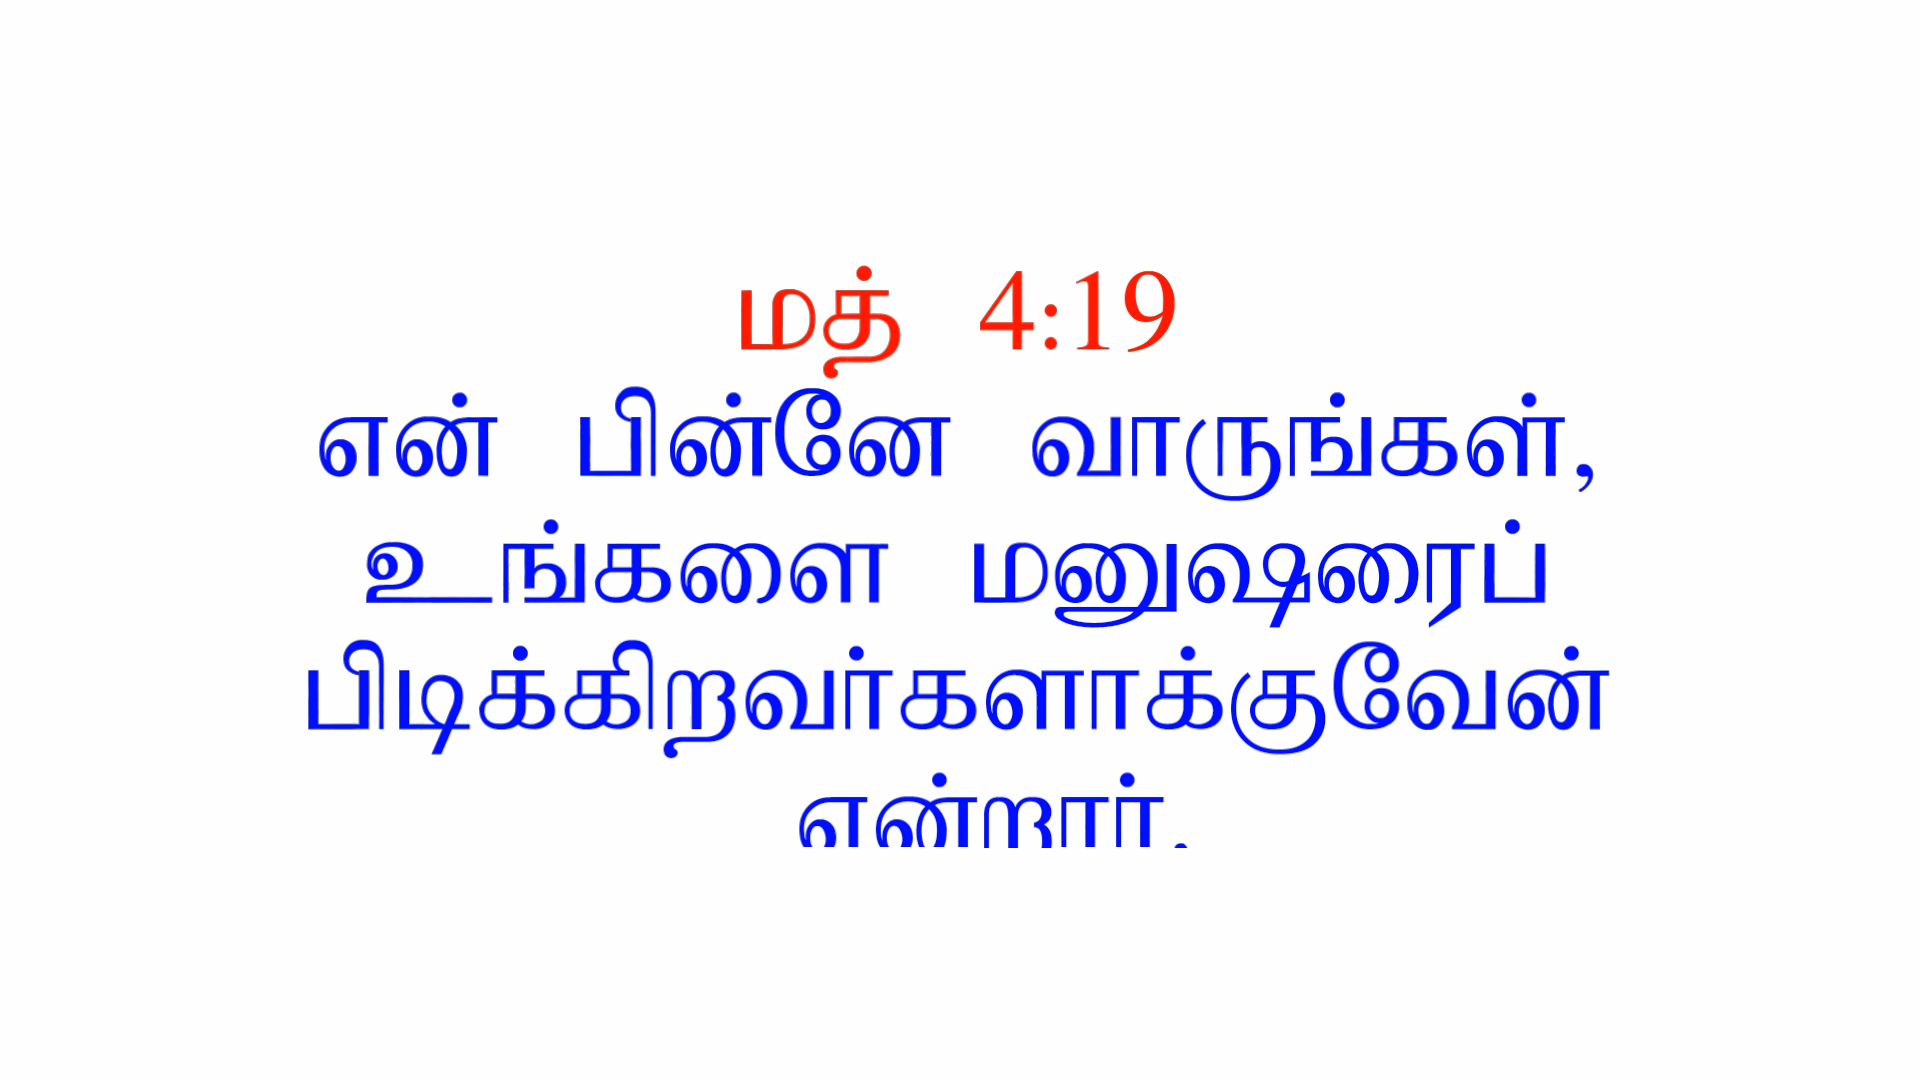 மத் 4:19
என் பின்னே வாருங்கள்,
உங்களை மனுஷரைப்
பிடிக்கிறவர்களாக்குவேன்
என்றார்.